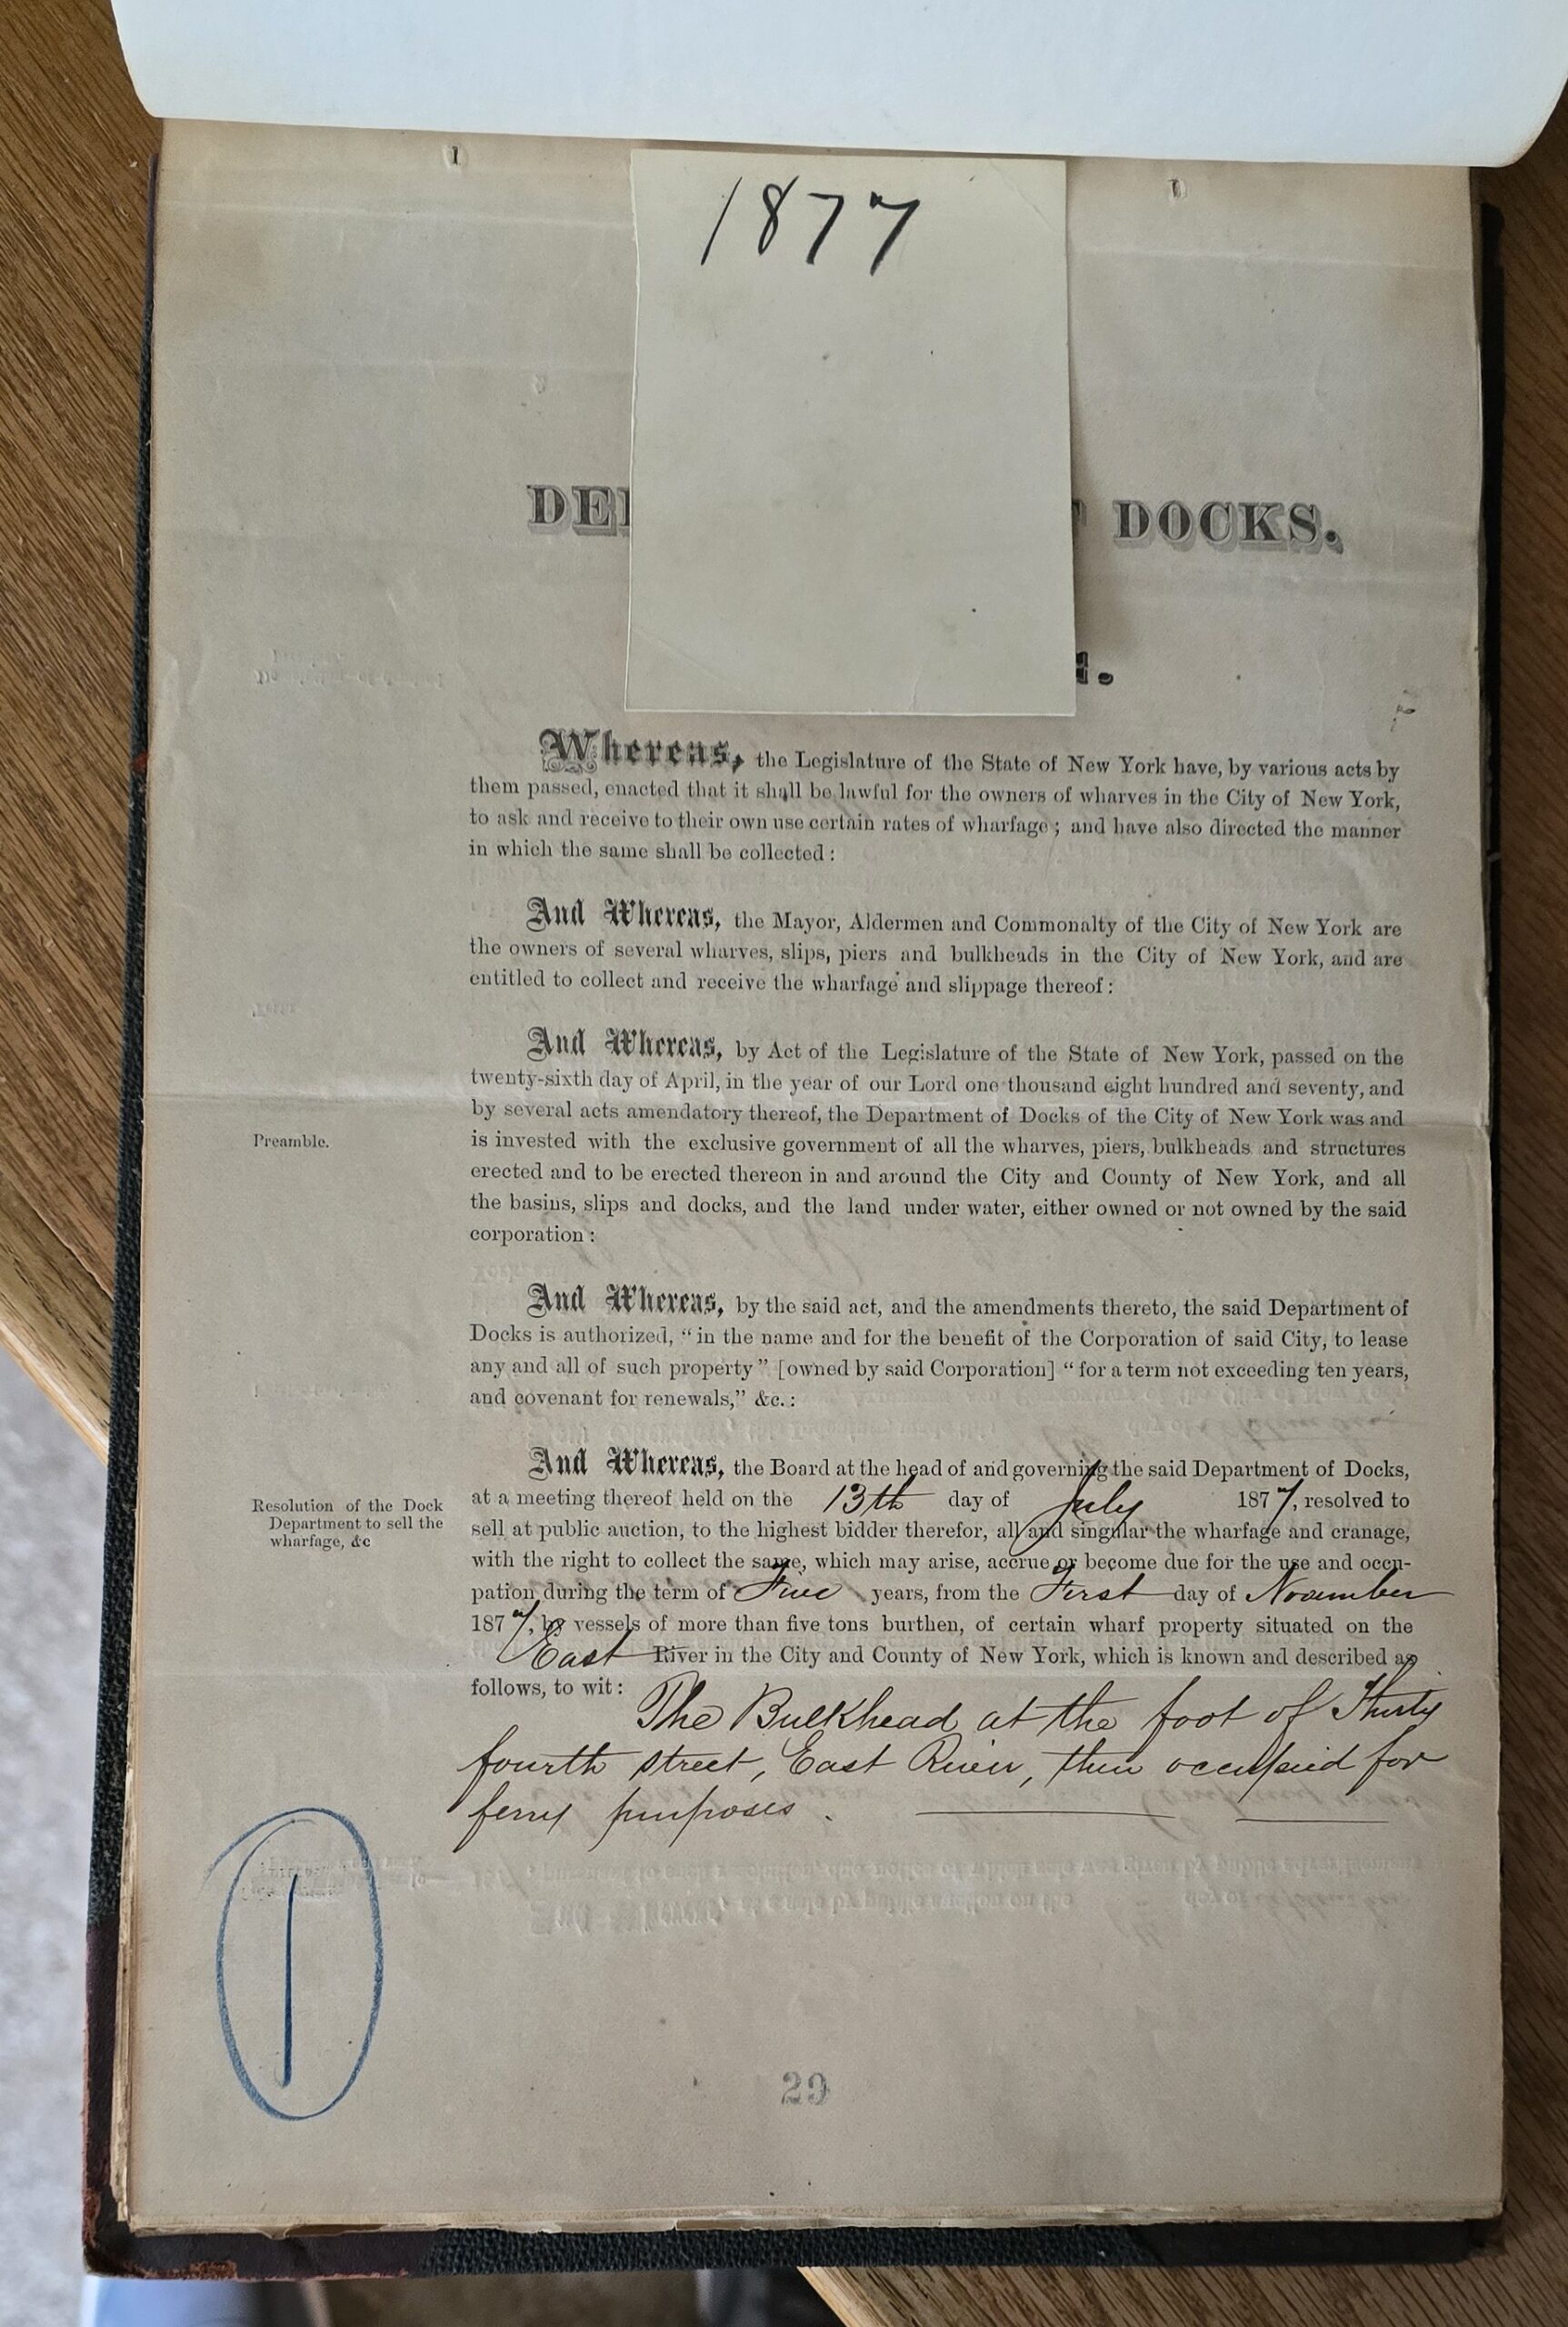 1
1877
DOCKS.
Whereas, the Legislature of the State of New York have, by various acts by
them passed, enacted that it shall be lawful for the owners of wharves in the City of New York,
to ask and receive to their own use certain rates of wharfage; and have also directed the manner
in which the same shall be collected:
And Whereas, the Mayor, Aldermen and Commonalty of the City of New York are
the owners of several wharves, slips, piers and bulkheads in the City of New York, and are
entitled to collect and receive the wharfage and slippage thereof:
And Whereas, by Act of the Legislature of the State of New York, passed on the
twenty-sixth day of April, in the year of our Lord one thousand eight hundred and seventy, and
by several acts amendatory thereof, the Department of Docks of the City of New York was and
Preamble.
is invested with the exclusive government of all the wharves, piers, bulkheads and structures
erected and to be erected thereon in and around the City and County of New York, and all
the basins, slips and docks, and the land under water, either owned or not owned by the said
corporation:
And Whereas, by the said act, and the amendments thereto, the said Department of
Docks is authorized, "in the name and for the benefit of the Corporation of said City, to lease
any and all of such property" [owned by said Corporation] "for a term not exceeding ten years,
and covenant for renewals," &c.:
And Whereas, the Board at the head of and governing the said Department of Docks,
at a meeting thereof held on the 13th day of July 1877, resolved to
Resolution of the Dock
Department to sell the
wharfage, &c
sell at public auction, to the highest bidder therefor, all and singular the wharfage and cranage,
with the right to collect the same, which may arise, accrue or become due for the use and occu-
pation during the term of Five years, from the First day of November
1877, by vessels of more than five tons burthen, of certain wharf property situated on the
East River in the City and County of New York, which is known and described as
follows, to wit: The Bulkhead at the foot of Thirty
fourth street, East River, then occupied for
ferry purposes.
1
29